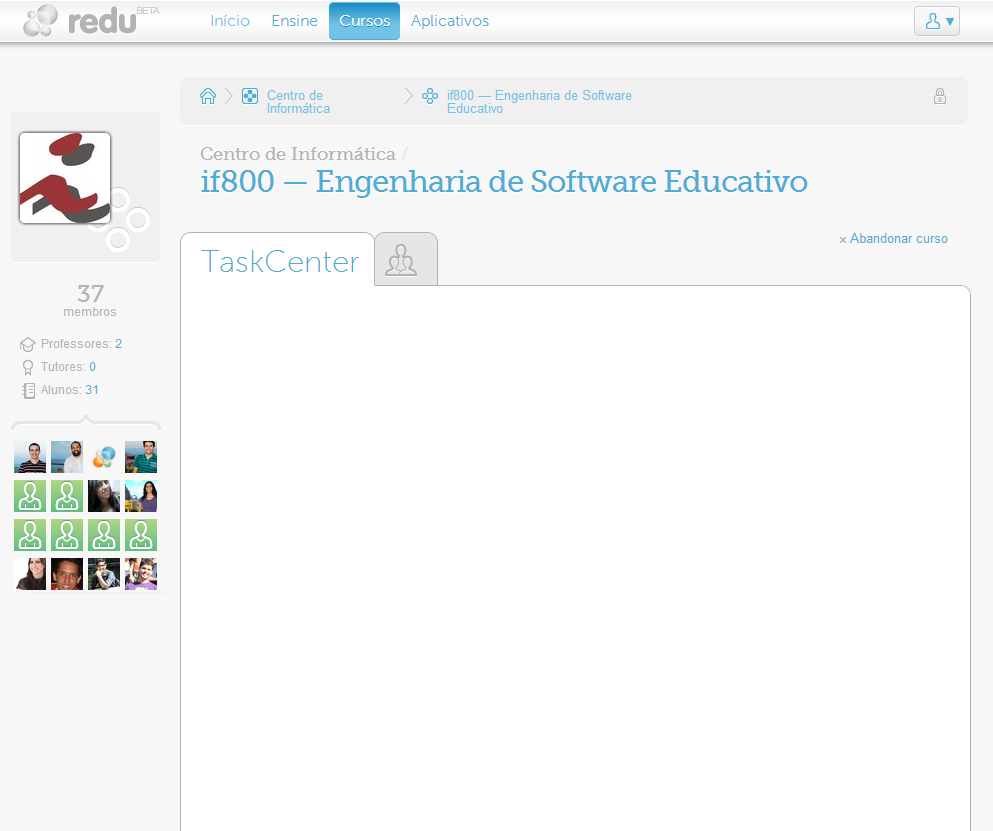 redu BETA
Início Ensine Cursos Aplicativos
Centro de
Informática
if800 — Engenharia de Software
Educativo
Centro de Informática /
if800 — Engenharia de Software Educativo
× Abandonar curso
TaskCenter
37
membros
Professores: 2
Tutores: 0
Alunos: 31